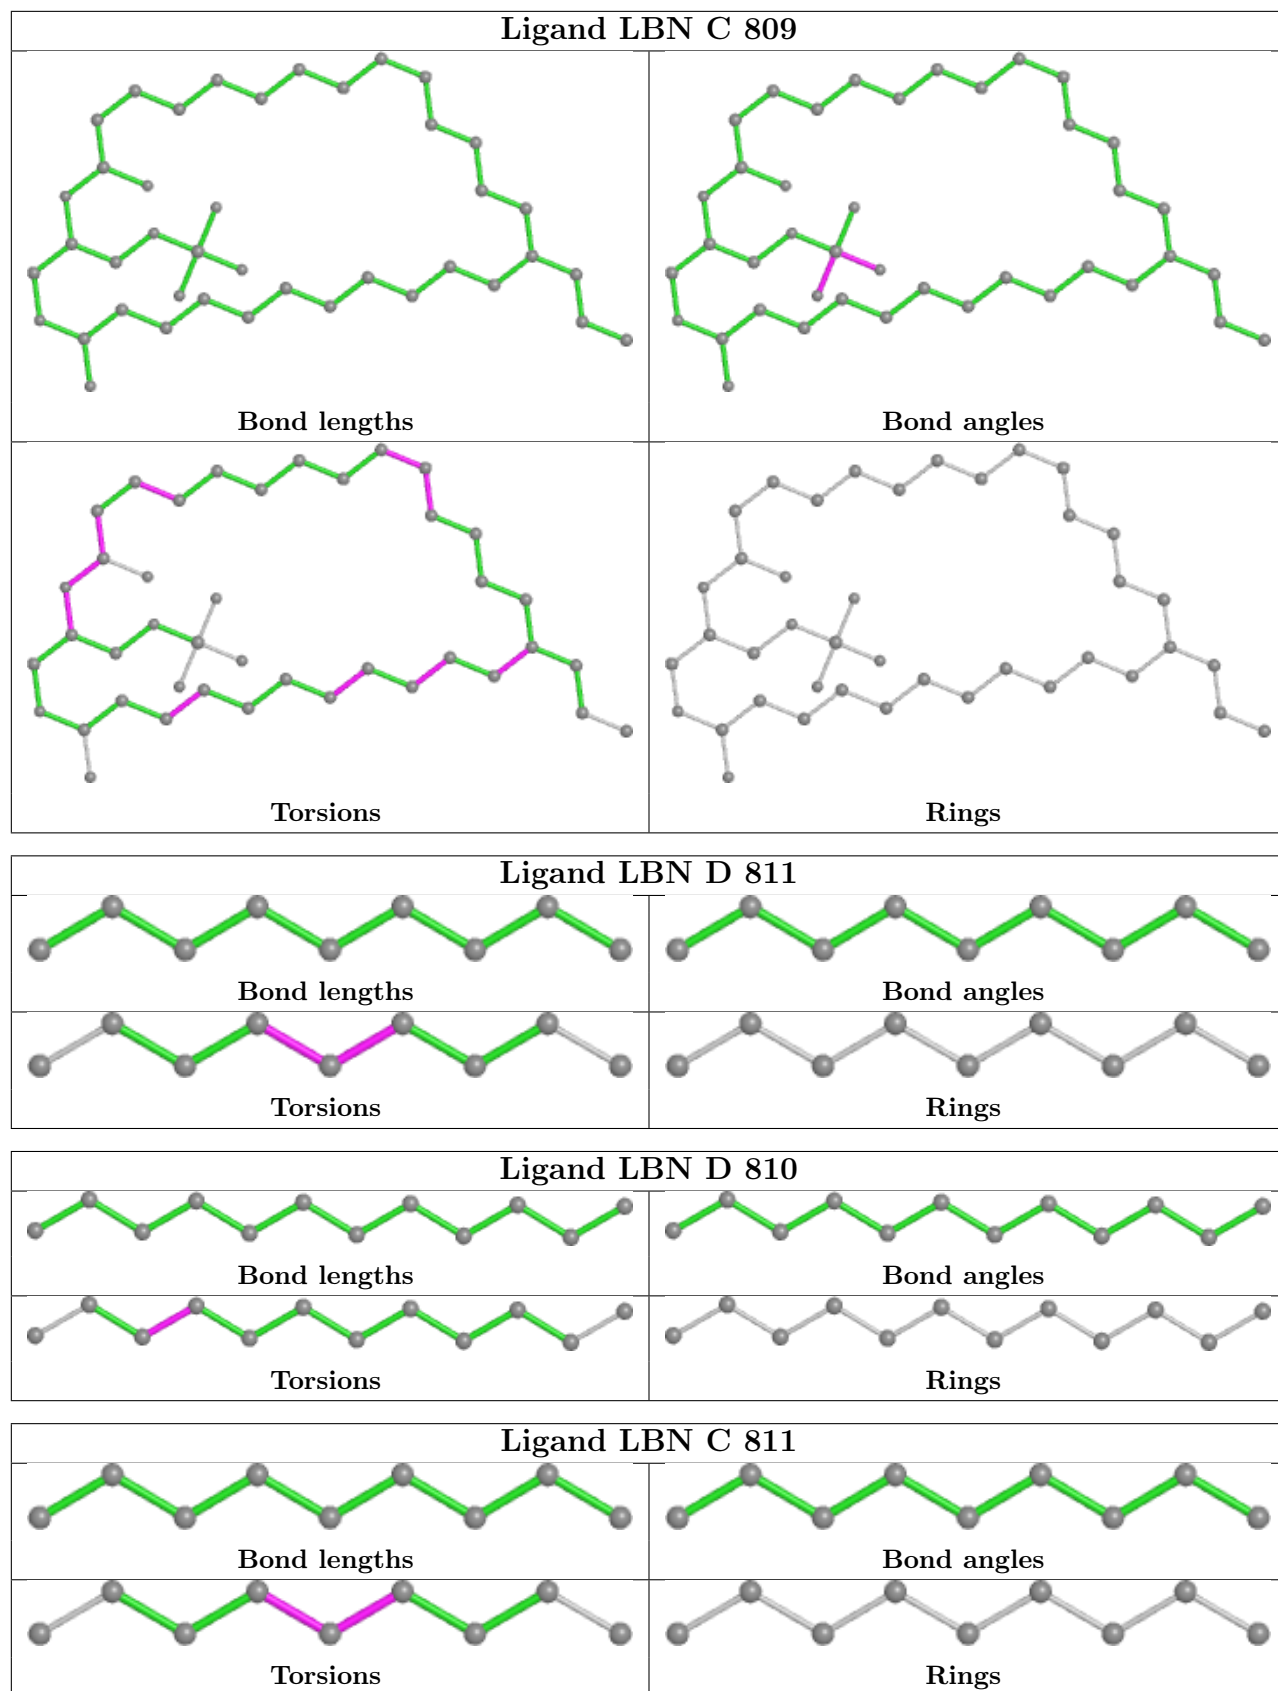 Ligand LBN C 809
Bond lengths
Bond angles
Torsions
Rings
Ligand LBN D 811
Bond lengths
Bond angles
Torsions
Rings
Ligand LBN D 810
Bond lengths
Bond angles
Torsions
Rings
Ligand LBN C 811
Bond lengths
Bond angles
Torsions
Rings